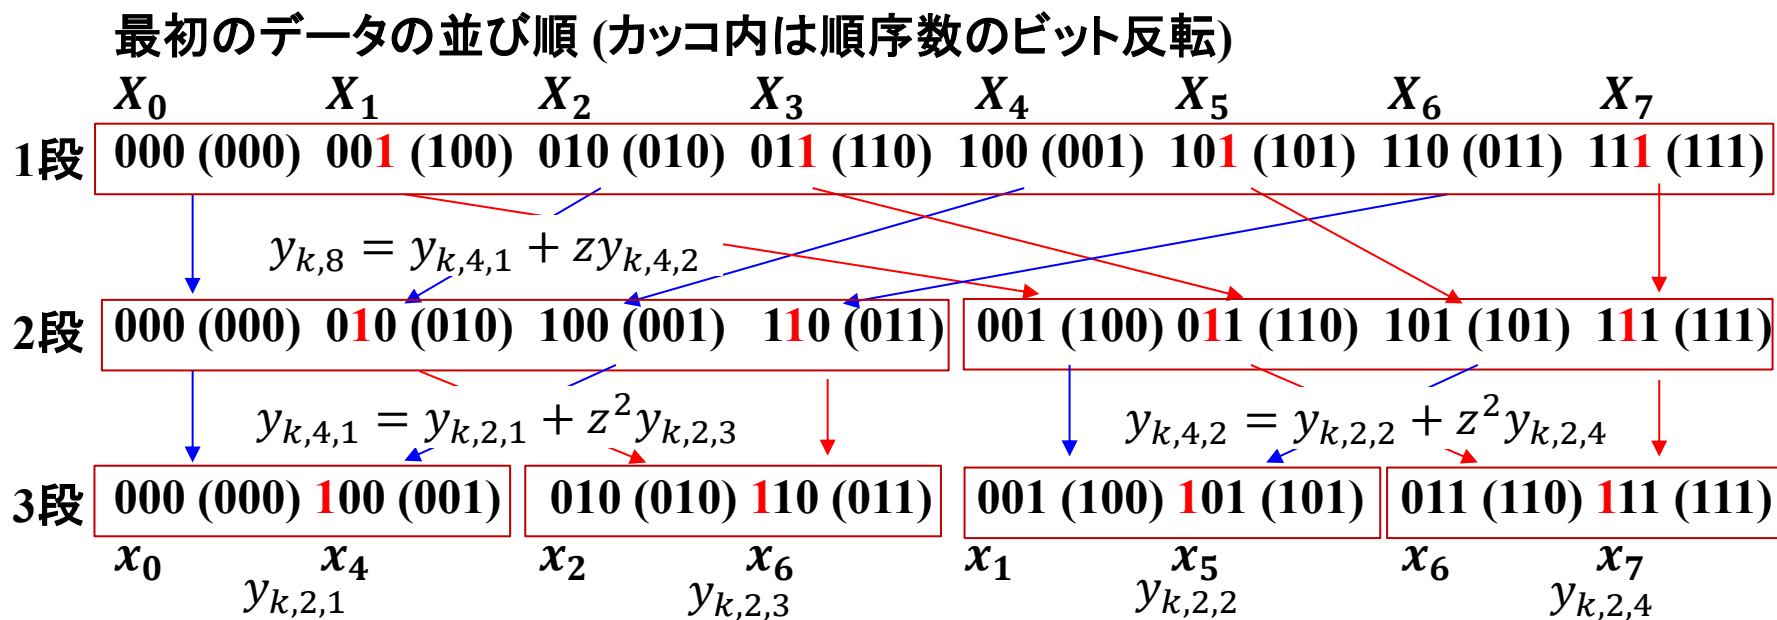 最初のデータの並び順 (カッコ内は順序数のビット反転)
X₀ X₁ X₂ X₃ X₄ X₅ X₆ X₇
1段 000 (000) 001 (100) 010 (010) 011 (110) 100 (001) 101 (101) 110 (011) 111 (111)
yₖ,₈ = yₖ,₄,₁ + zyₖ,₄,₂
2段 000 (000) 010 (010) 100 (001) 110 (011) 001 (100) 011 (110) 101 (101) 111 (111)
yₖ,₄,₁ = yₖ,₂,₁ + z²yₖ,₂,₃ yₖ,₄,₂ = yₖ,₂,₂ + z²yₖ,₂,₄
3段 000 (000) 100 (001) 010 (010) 110 (011) 001 (100) 101 (101) 011 (110) 111 (111)
x₀ x₄ x₂ x₆ x₁ x₅ x₆ x₇
yₖ,₂,₁ yₖ,₂,₃ yₖ,₂,₂ yₖ,₂,₄